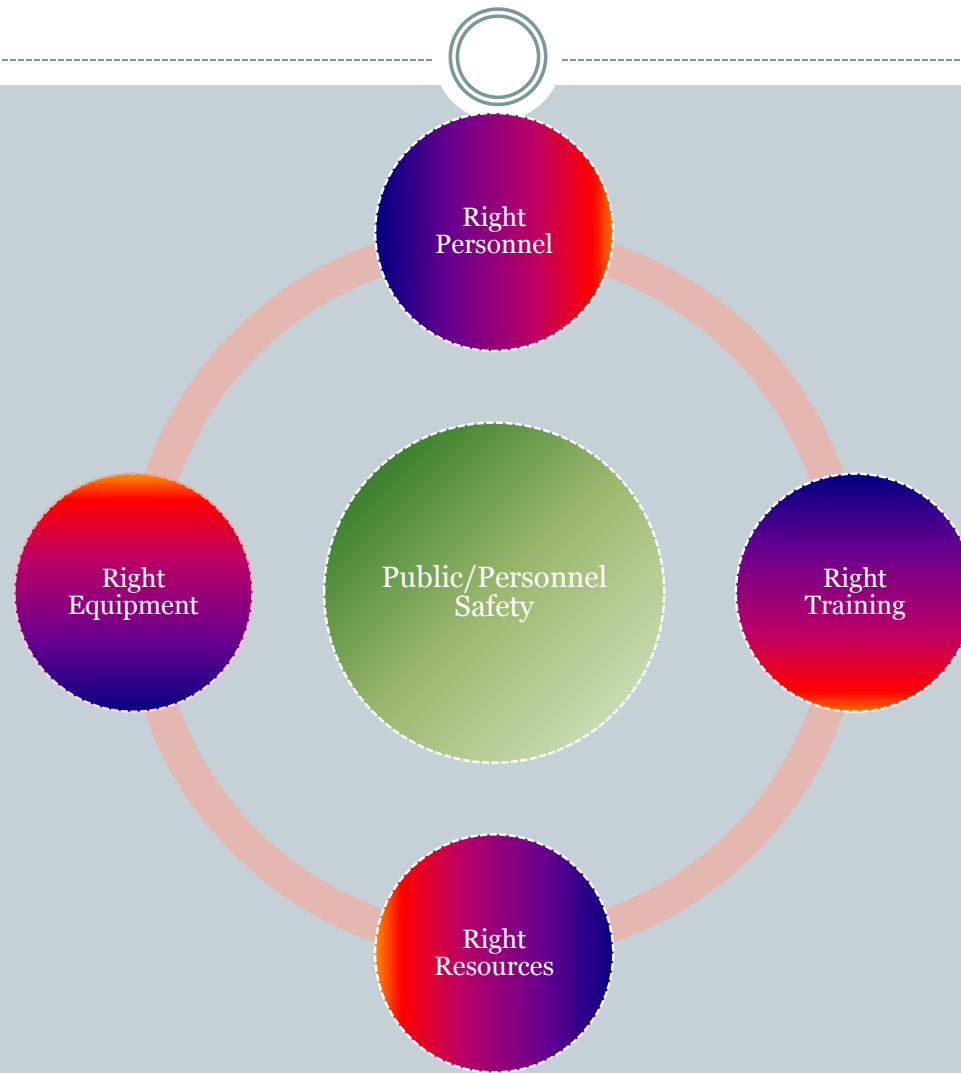 Right
Personnel
Right
Equipment
Public/Personnel
Safety
Right
Training
Right
Resources